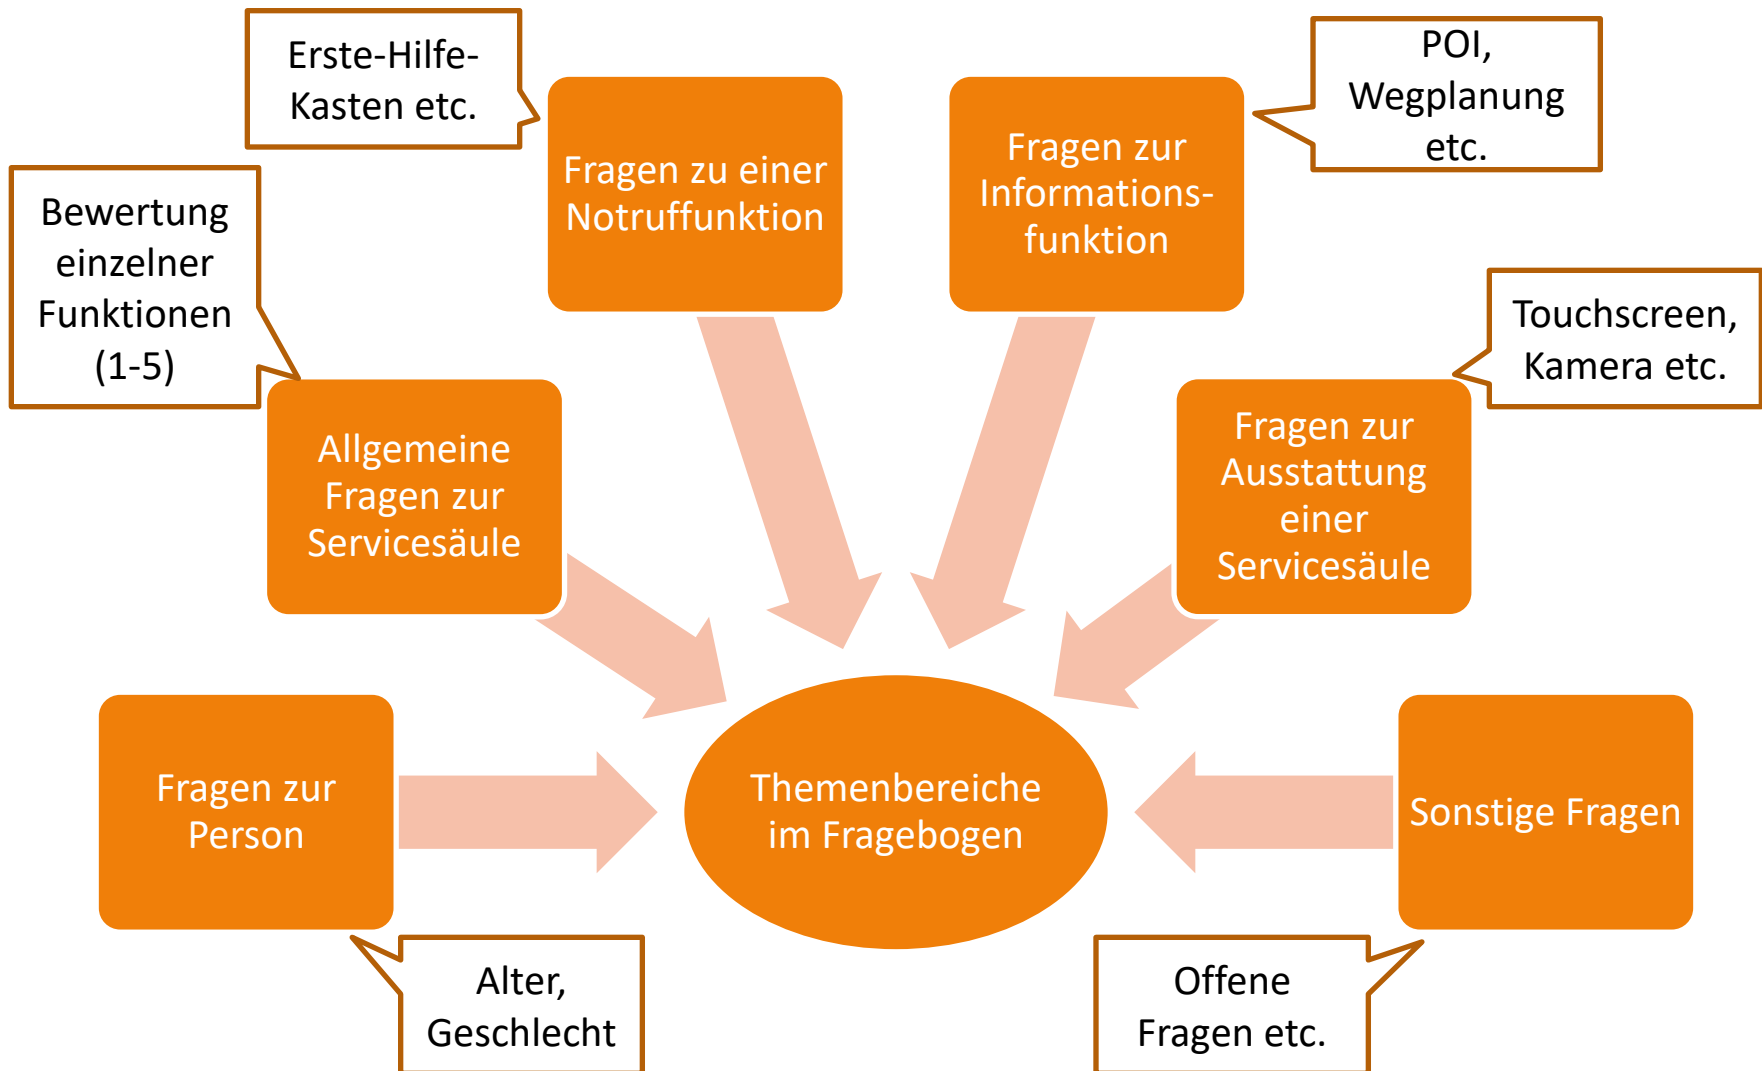 Erste-Hilfe-
Kasten etc.
Fragen zu einer
Notruffunktion
Fragen zur
Informations-
funktion
POI,
Wegplanung
etc.
Bewertung
einzelner
Funktionen
(1-5)
Allgemeine
Fragen zur
Servicesäule
Fragen zur
Ausstattung
einer
Servicesäule
Touchscreen,
Kamera etc.
Fragen zur
Person
Themenbereiche
im Fragebogen
Sonstige Fragen
Alter,
Geschlecht
Offene
Fragen etc.